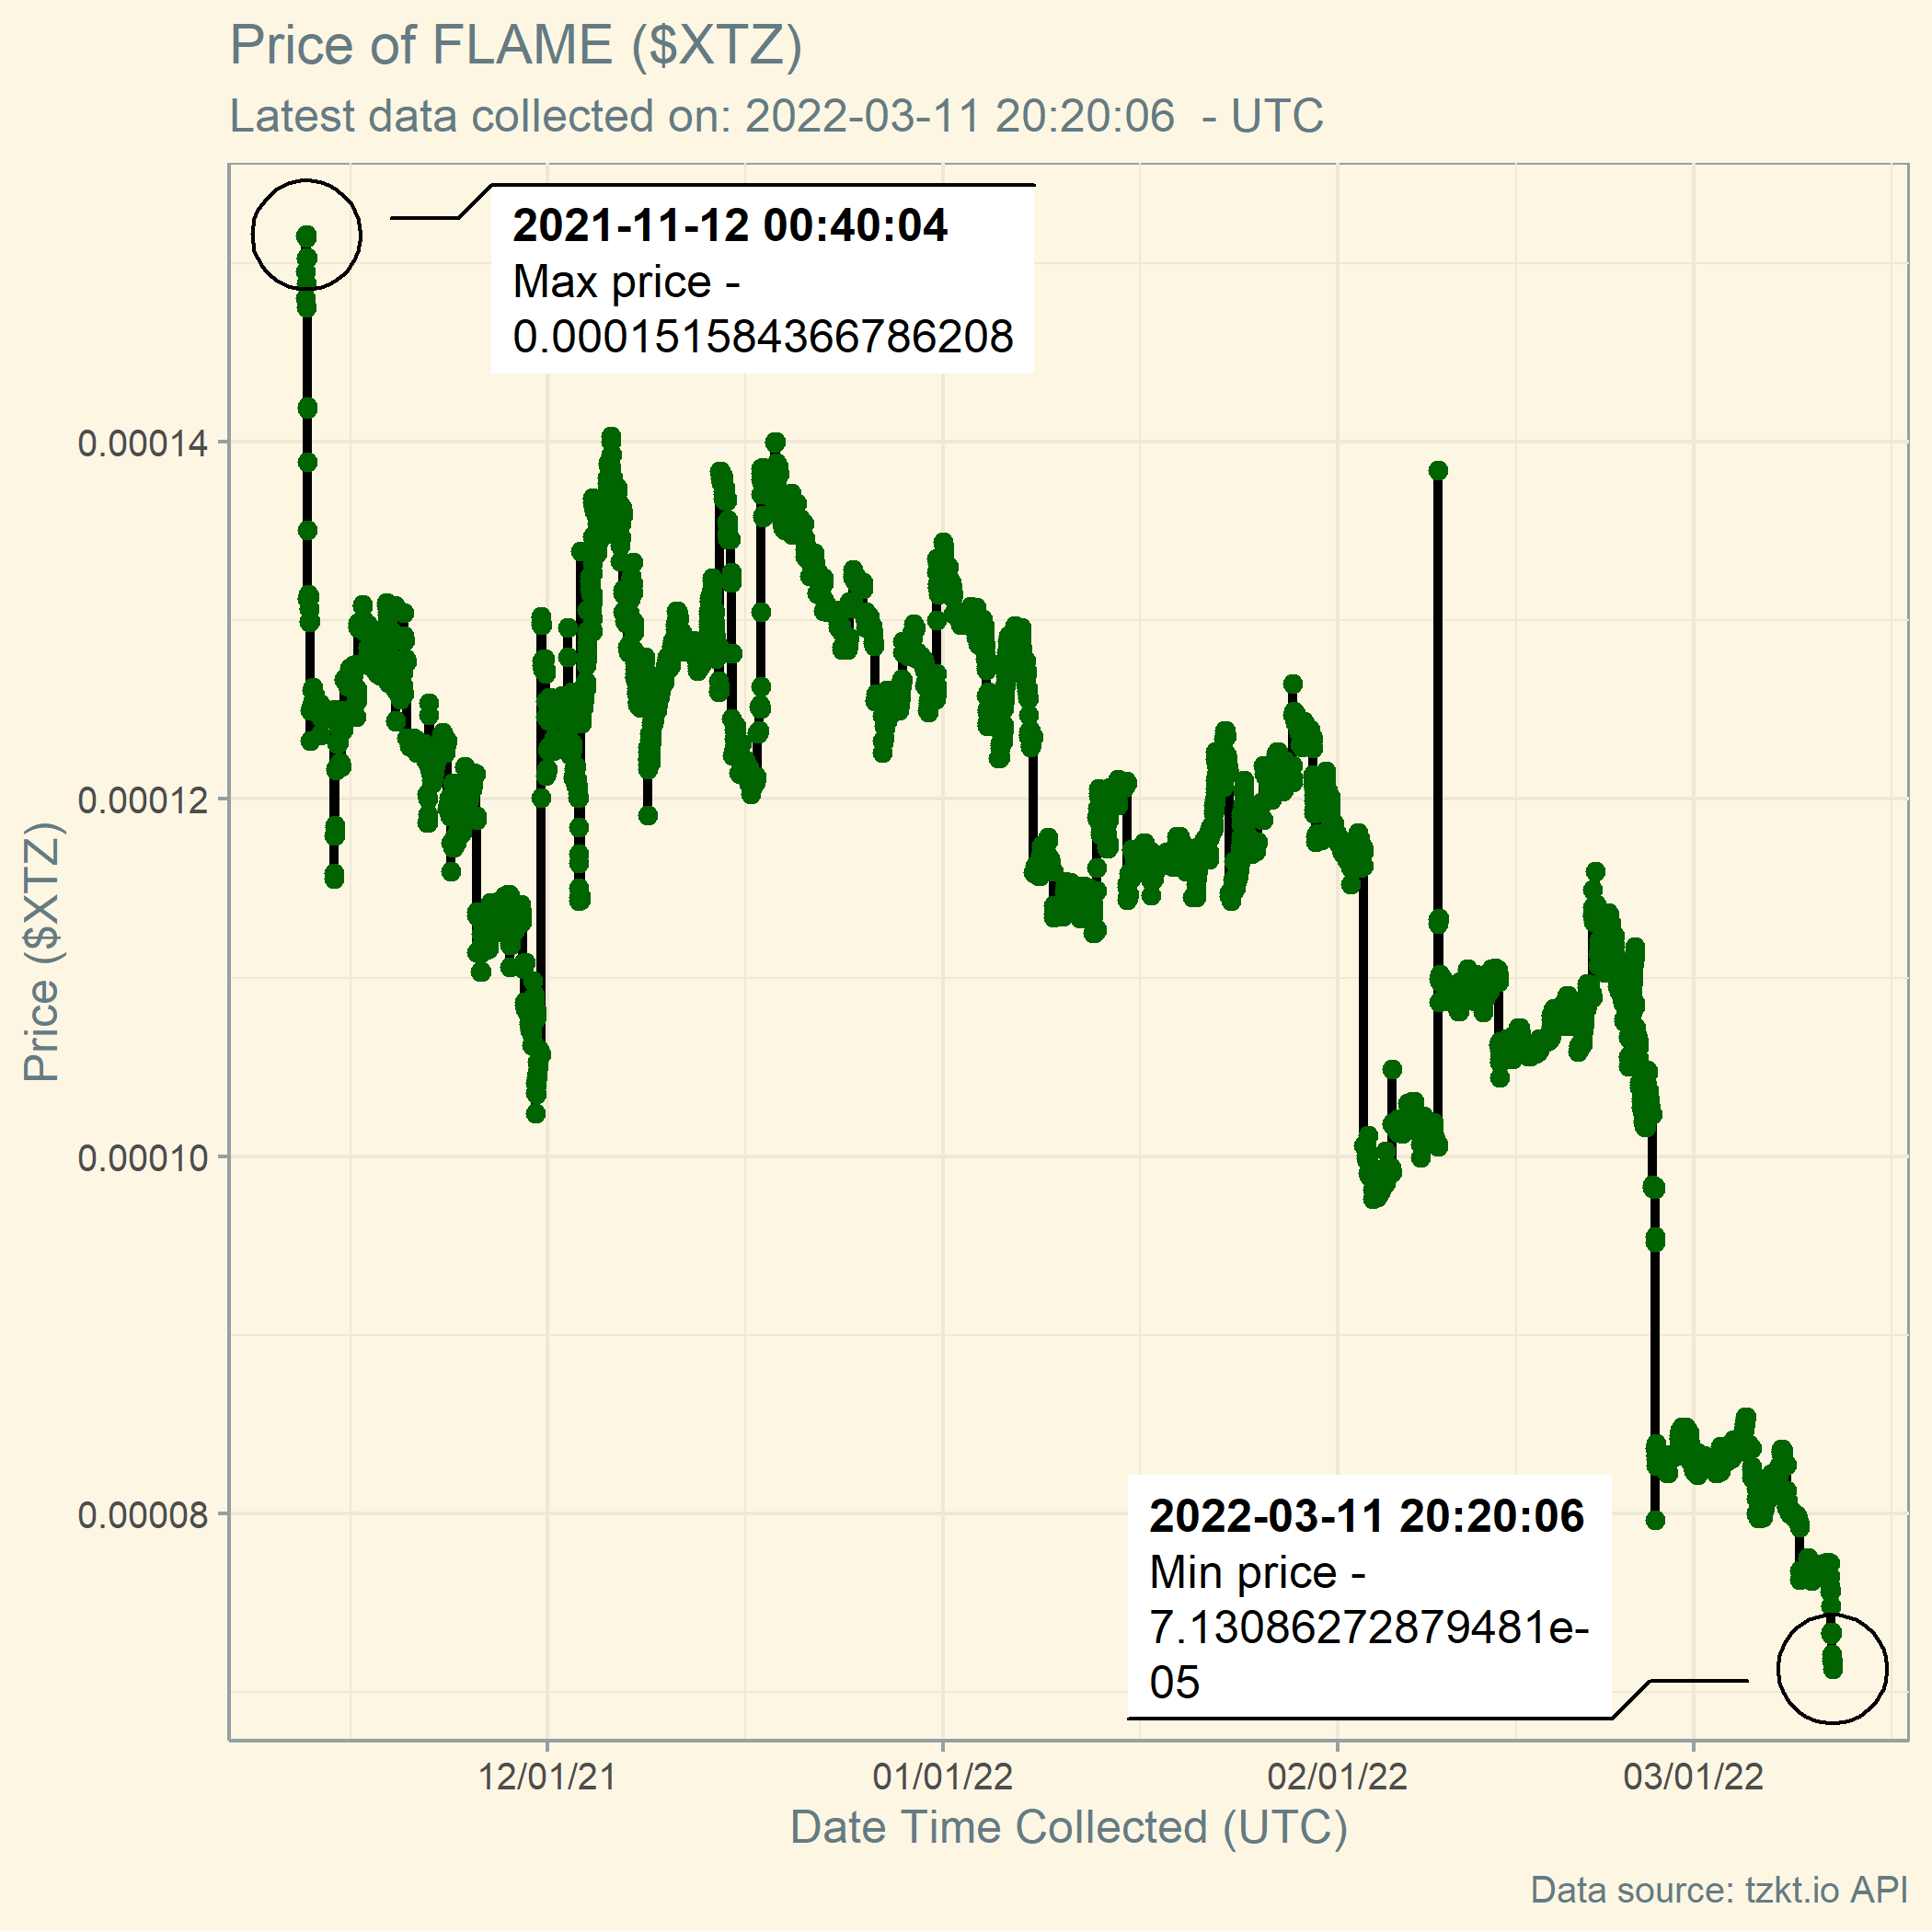 Price of FLAME ($XTZ)
Latest data collected on: 2022-03-11 20:20:06  - UTC
2021-11-12 00:40:04
Max price -
0.000151584366786208
0.00014
0.00012
0.00010
0.00008
Price ($XTZ)
2022-03-11 20:20:06
Min price -
7.13086272879481e-
05
12/01/21
01/01/22
02/01/22
03/01/22
Date Time Collected (UTC)
Data source: tzkt.io API